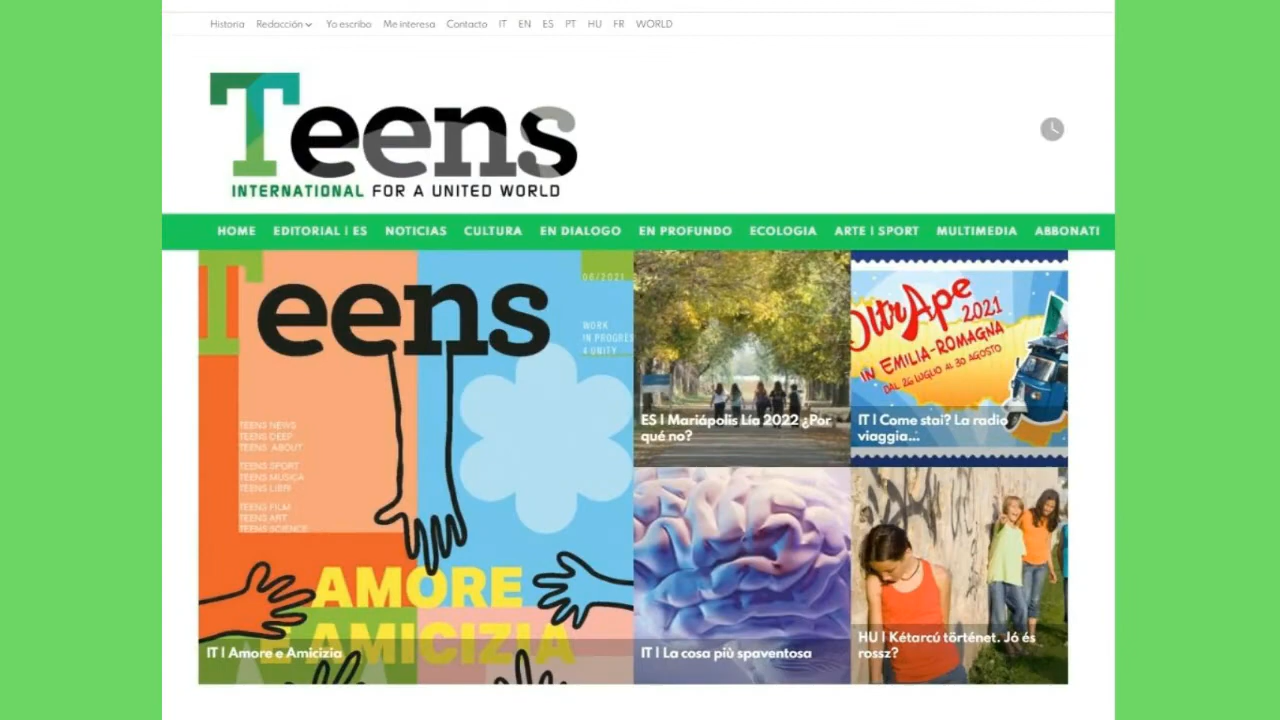 Historia Redacción Yo escribo Me interesa Contacto IT EN ES PT HU FR WORLD
Teens
INTERNATIONAL FOR A UNITED WORLD
HOME EDITORIAL | ES NOTICIAS CULTURA EN DIALOGO EN PROFUNDO ECOLOGIA ARTE | SPORT MULTIMEDIA ABBONATI
Teens
06/2021
WORK
IN PROGRESS
4 UNITY
TEENS NEWS
TEENS DEEP
TEENS ABOUT
TEENS SPORT
TEENS MUSICA
TEENS LIBRI
TEENS FILM
TEENS ART
TEENS SCIENCE
AMORE
E AMICIZIA
IT | Amore e Amicizia
ES | Mariápolis Lía 2022 ¿Por
qué no?
OltrApe
2021
IN EMILIA-ROMAGNA
DAL 26 LUGLIO AL 30 AGOSTO
IT | Come stai? La radio
viaggia...
IT | La cosa più spaventosa
HU | Kétarcú történet. Jó és
rossz?